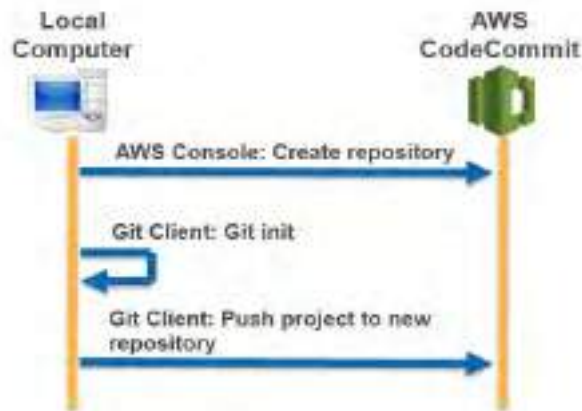 Local
Computer
AWS
CodeCommit
AWS Console: Create repository
Git Client: Git init
Git Client: Push project to new
repository